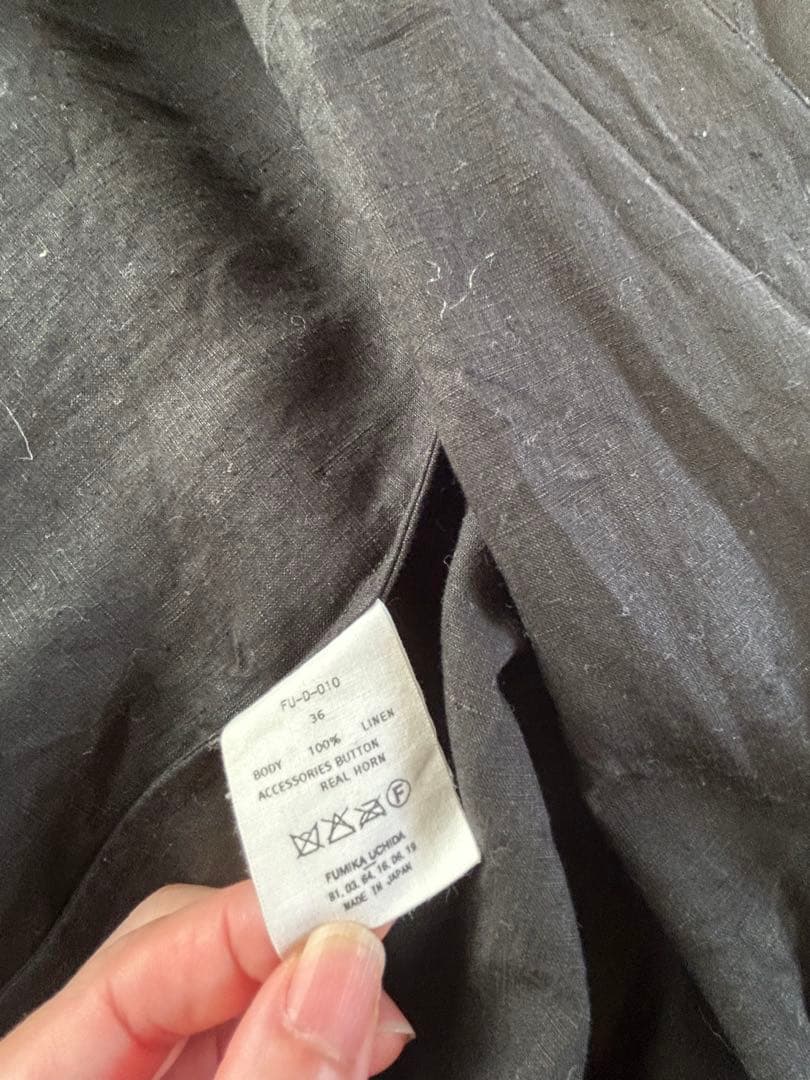 FU-D-010
36
BODY 100% LINEN
ACCESSORIES BUTTON
REAL HORN
F
FUMIKA UCHIDA
81. 03. 64. 16. 06. 19
MADE IN JAPAN